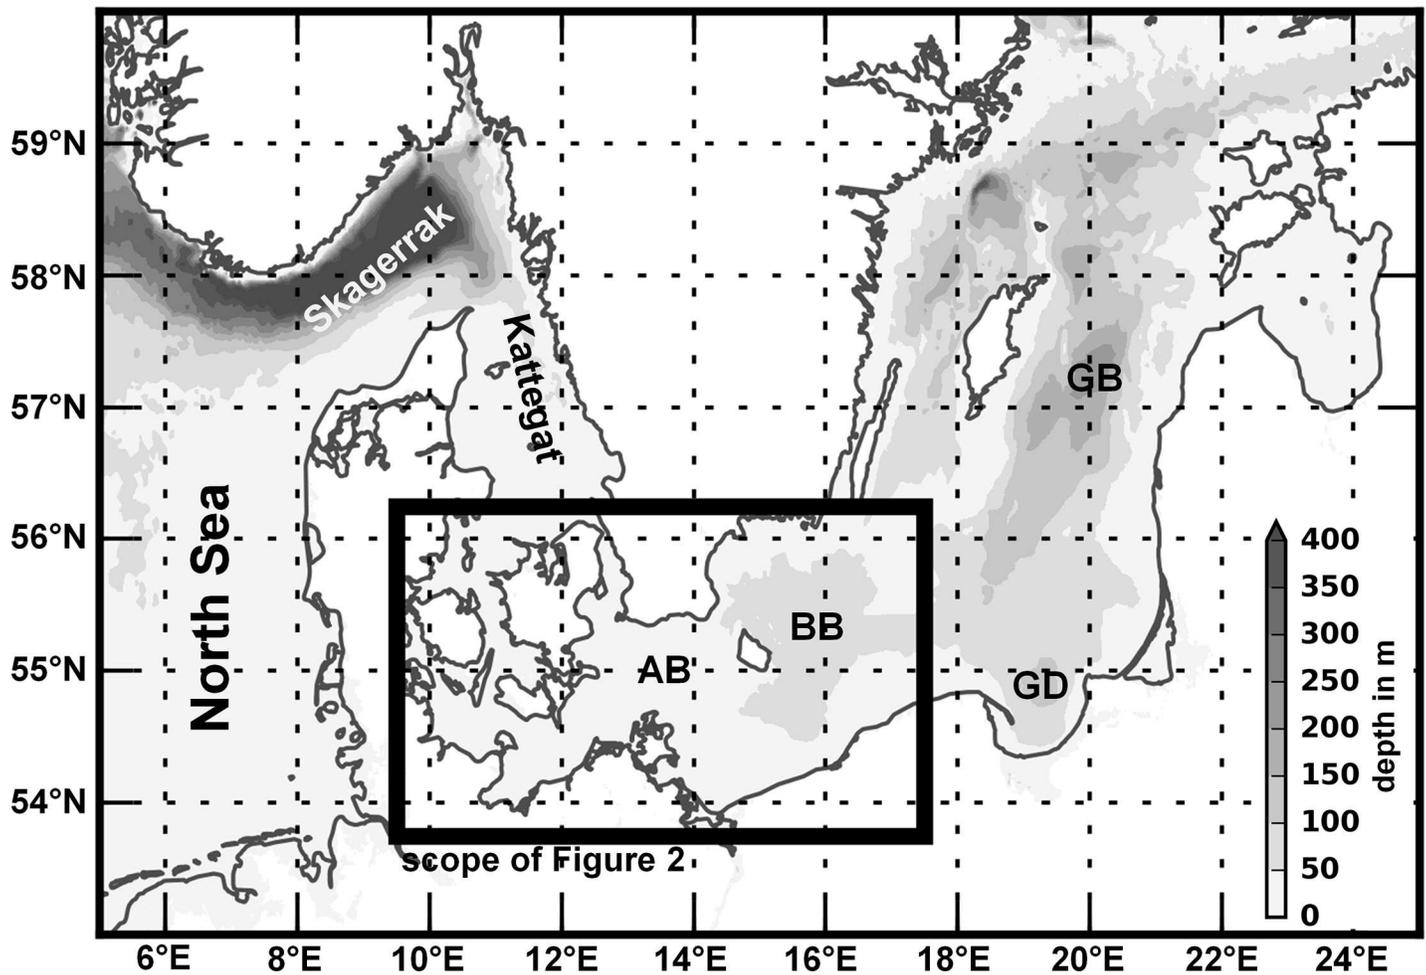 59°N
58°N
57°N
56°N
55°N
54°N
Skagerrak
Kattegat
North Sea
GB
BB
AB
GD
400
350
300
250
200
150
100
50
0
depth in m
scope of Figure 2
6°E
8°E
10°E
12°E
14°E
16°E
18°E
20°E
22°E
24°E